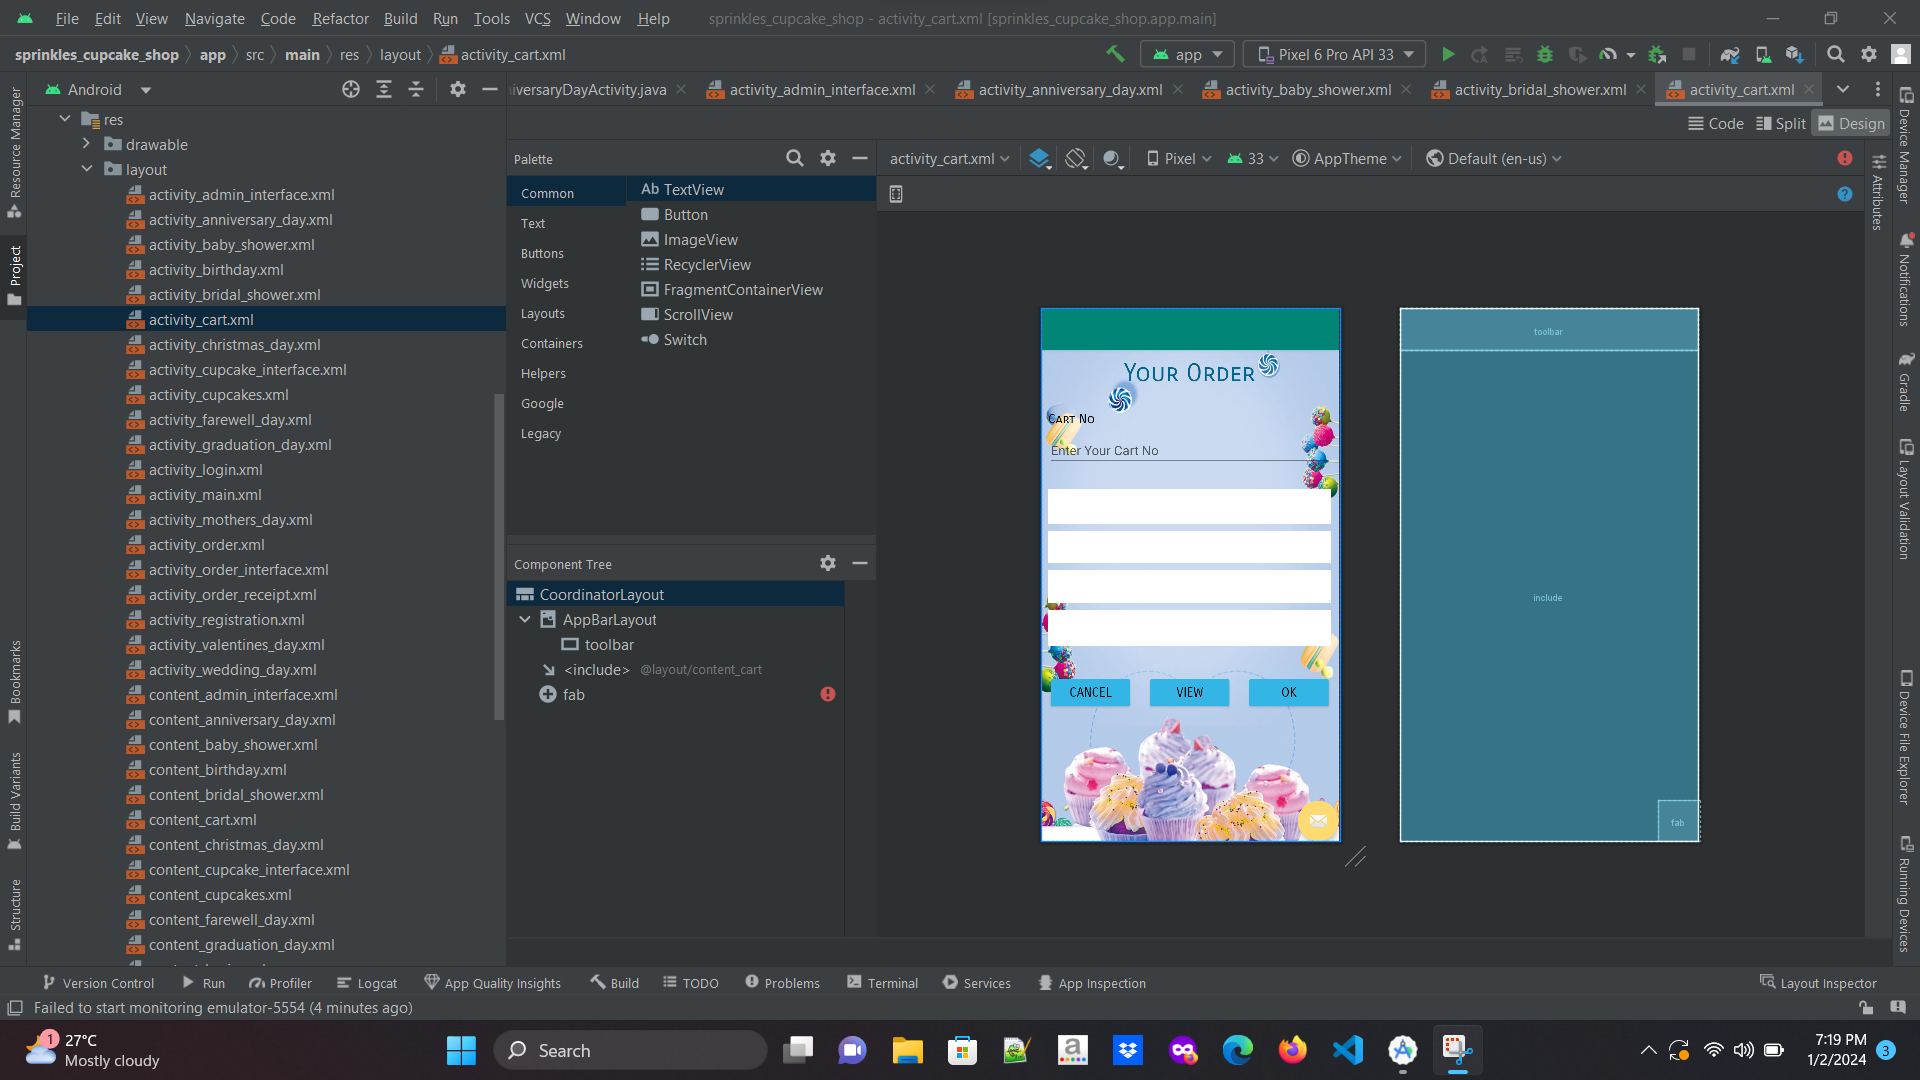 File Edit View Navigate Code Refactor Build Run Tools VCS Window Help sprinkles_cupcake_shop - activity_cart.xml [sprinkles_cupcake_shop.app.main]
sprinkles_cupcake_shop app src main res layout activity_cart.xml app Pixel 6 Pro API 33
Android iversaryDayActivity.java activity_admin_interface.xml activity_anniversary_day.xml activity_baby_shower.xml activity_bridal_shower.xml activity_cart.xml
Code Split Design
Resource Manager
Project
Bookmarks
Build Variants
Structure
res
drawable
layout
activity_admin_interface.xml
activity_anniversary_day.xml
activity_baby_shower.xml
activity_birthday.xml
activity_bridal_shower.xml
activity_cart.xml
activity_christmas_day.xml
activity_cupcake_interface.xml
activity_cupcakes.xml
activity_farewell_day.xml
activity_graduation_day.xml
activity_login.xml
activity_main.xml
activity_mothers_day.xml
activity_order.xml
activity_order_interface.xml
activity_order_receipt.xml
activity_registration.xml
activity_valentines_day.xml
activity_wedding_day.xml
content_admin_interface.xml
content_anniversary_day.xml
content_baby_shower.xml
content_birthday.xml
content_bridal_shower.xml
content_cart.xml
content_christmas_day.xml
content_cupcake_interface.xml
content_cupcakes.xml
content_farewell_day.xml
content_graduation_day.xml
Palette
Common
Text
Buttons
Widgets
Layouts
Containers
Helpers
Google
Legacy
Ab TextView
Button
ImageView
RecyclerView
FragmentContainerView
ScrollView
Switch
Component Tree
CoordinatorLayout
AppBarLayout
toolbar
<include> @layout/content_cart
fab
activity_cart.xml Pixel 33 AppTheme Default (en-us)
Your Order
Cart No
Enter Your Cart No
CANCEL VIEW OK
toolbar
include
fab
Attributes
Device Manager
Notifications
Gradle
Layout Validation
Device File Explorer
Running Devices
Version Control Run Profiler Logcat App Quality Insights Build TODO Problems Terminal Services App Inspection Layout Inspector
Failed to start monitoring emulator-5554 (4 minutes ago)
1 27°C
Mostly cloudy
Search
7:19 PM
1/2/2024
3